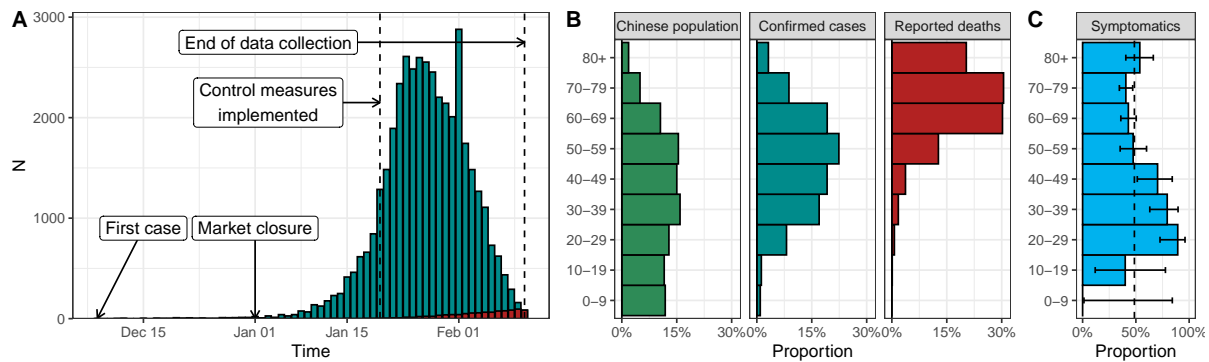 A
N
3000
2000
1000
0
End of data collection
Control measures
implemented
First case
Market closure
Dec 15
Jan 01
Jan 15
Feb 01
Time
B
Chinese population
Confirmed cases
Reported deaths
80+
70−79
60−69
50−59
40−49
30−39
20−29
10−19
0−9
0%
15%
30%
0%
15%
30%
0%
15%
30%
Proportion
C
Symptomatics
80+
70−79
60−69
50−59
40−49
30−39
20−29
10−19
0−9
0%
50%
100%
Proportion